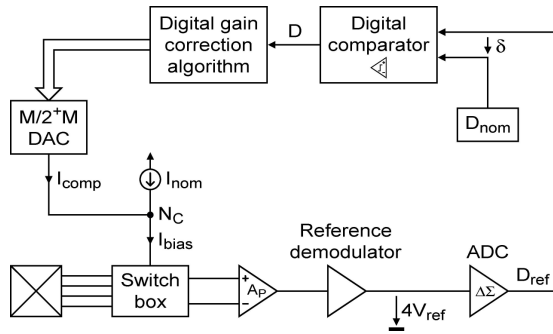 Digital gain
correction
algorithm
D
Digital
comparator
δ
D_nom
M/2⁺M
DAC
I_comp
I_nom
N_C
I_bias
Switch
box
+
−
A_P
Reference
demodulator
4V_ref
ADC
ΔΣ
D_ref